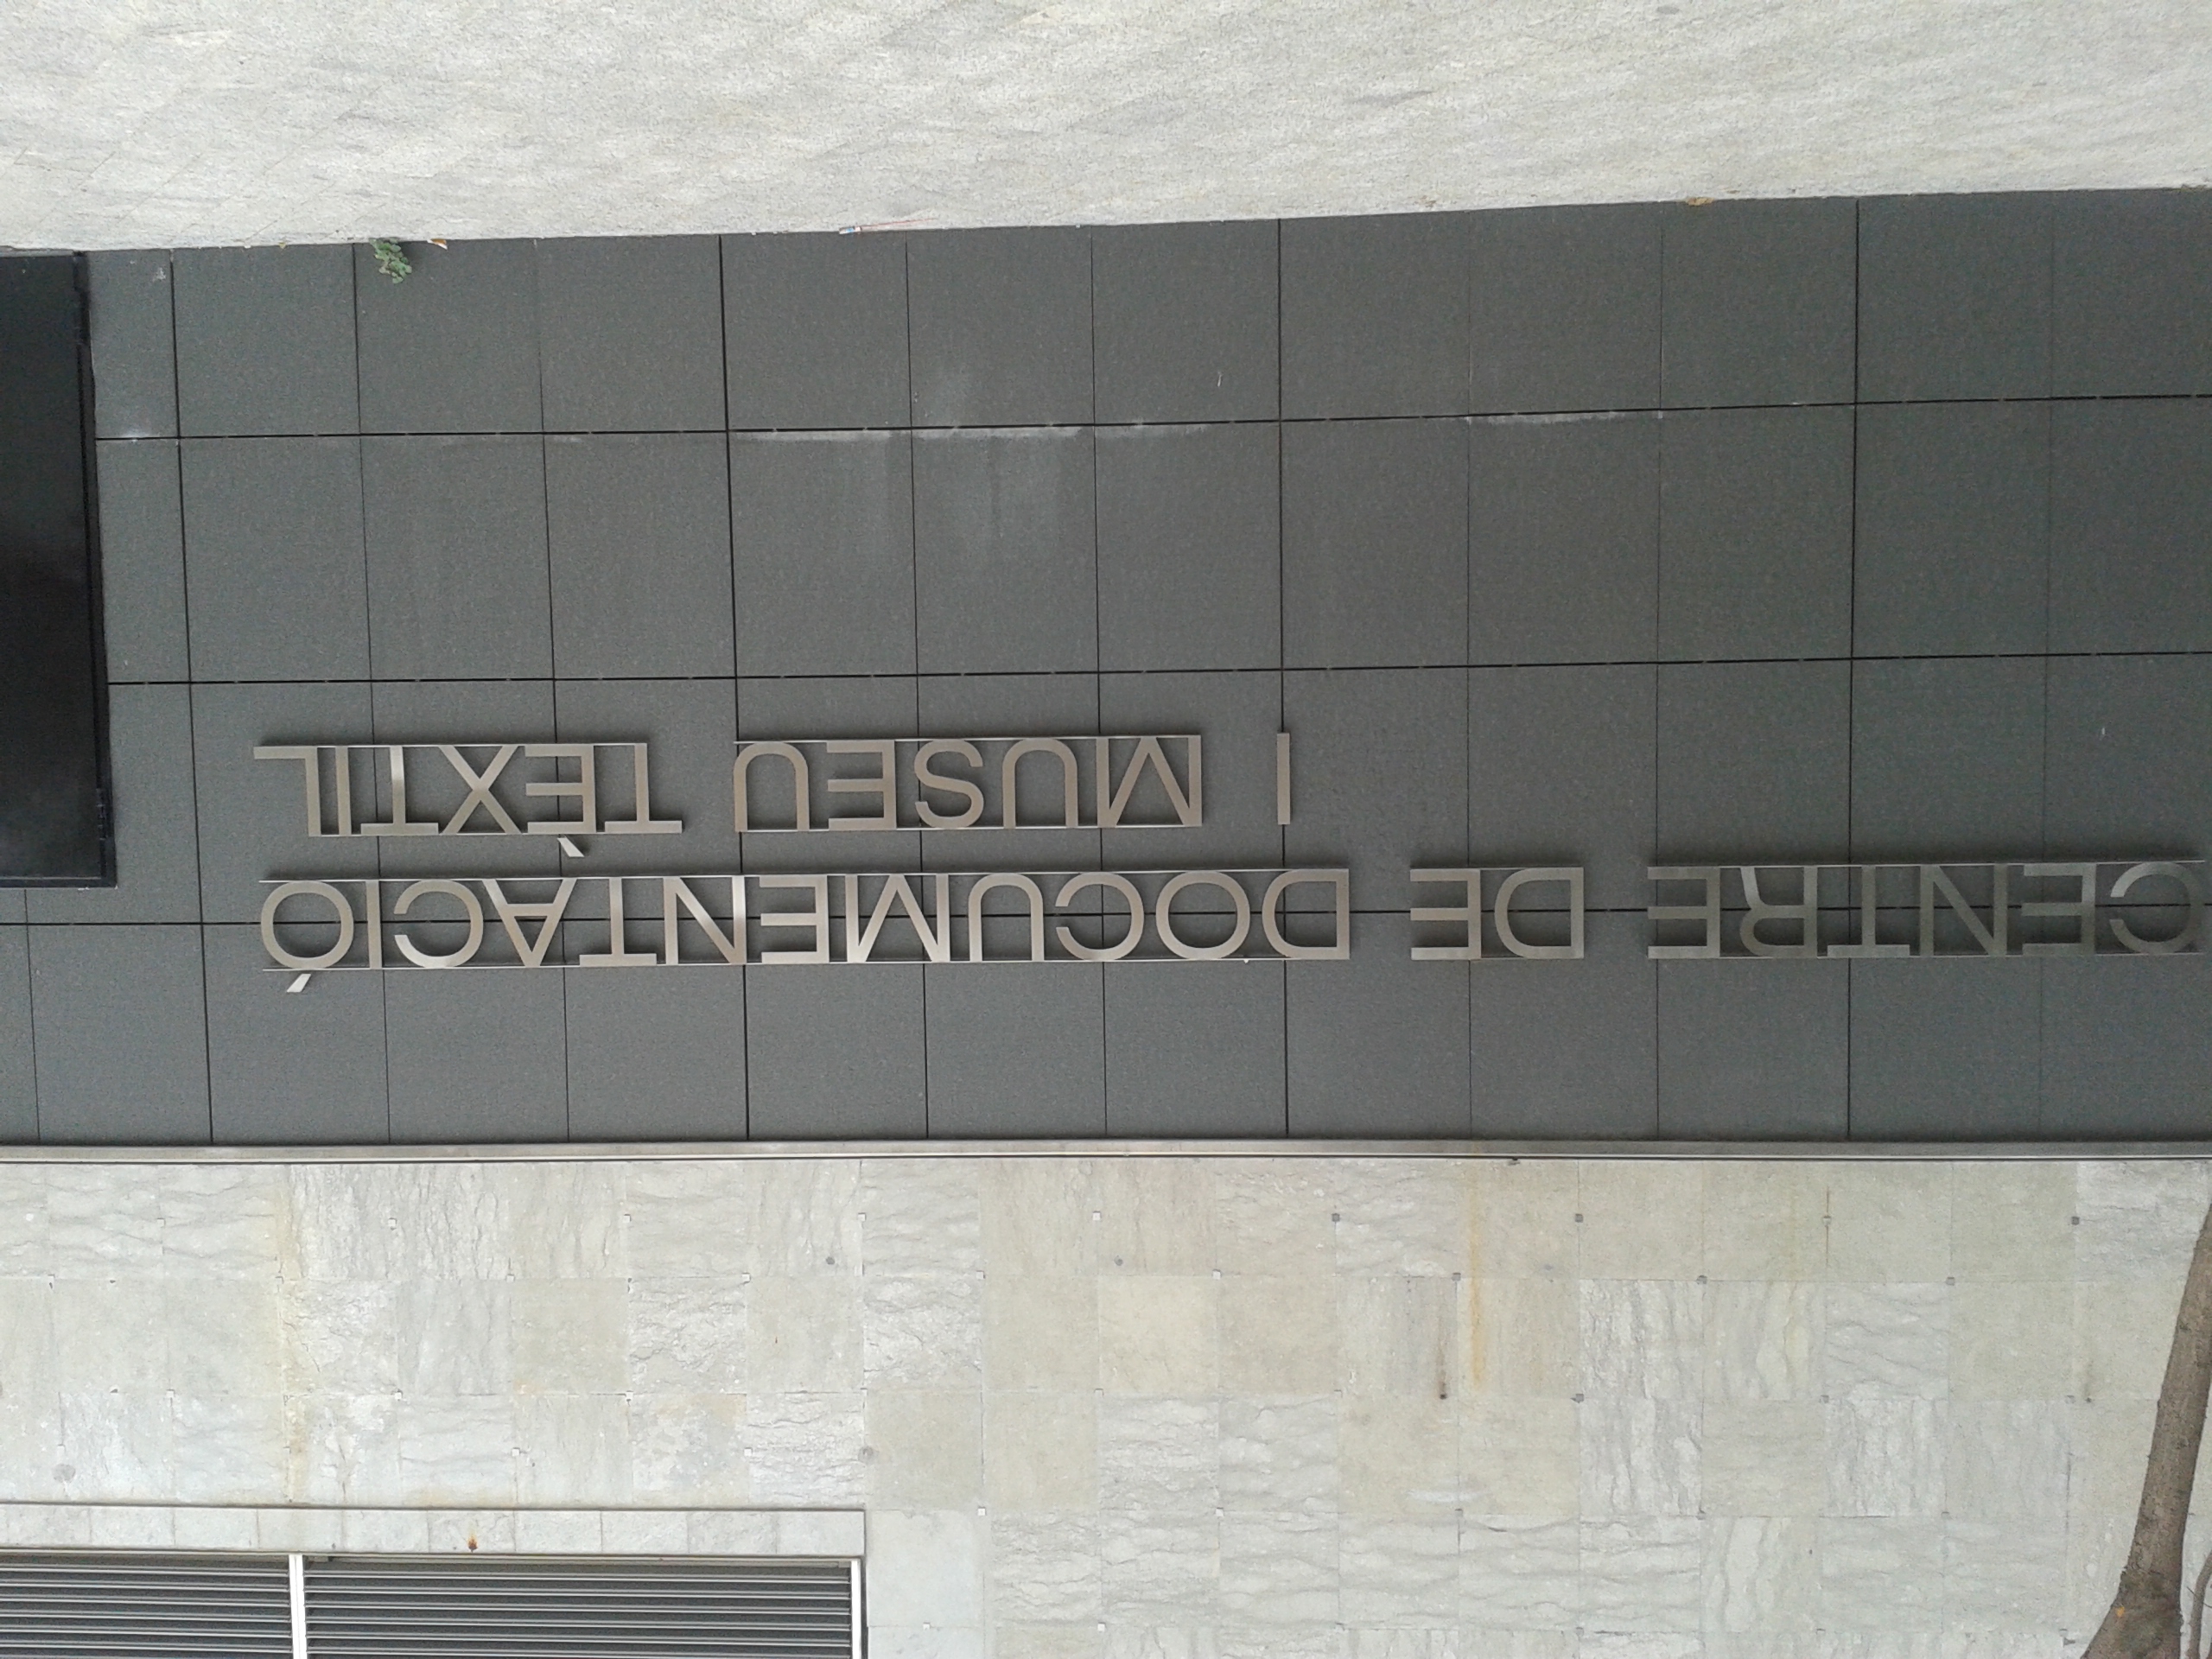 CENTRE DE DOCUMENTACIÓ
I MUSEU TÈXTIL